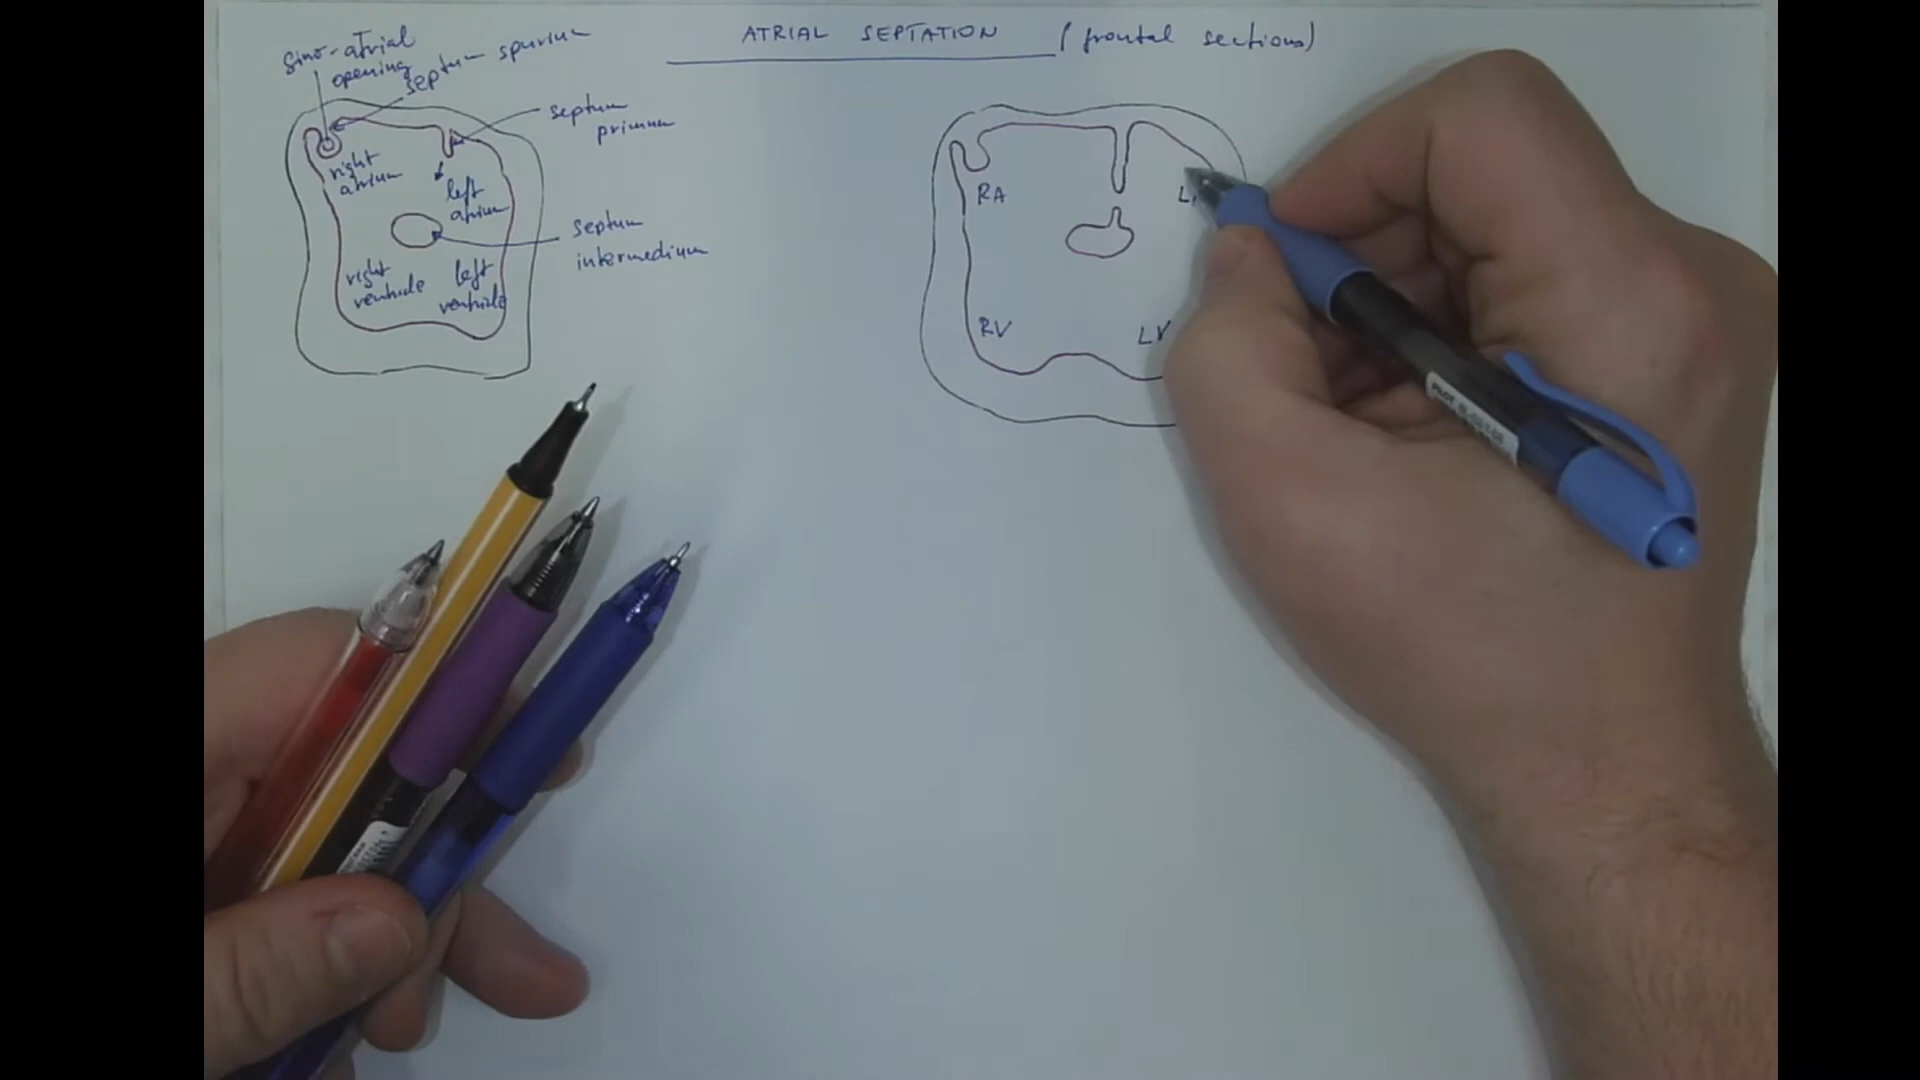 ATRIAL SEPTATION (frontal sections)
sino-atrial
opening
septum spurium
septum
primum
right
atrium
left
atrium
septum
intermedium
right
ventricle
left
ventricle
RA
RV
LV